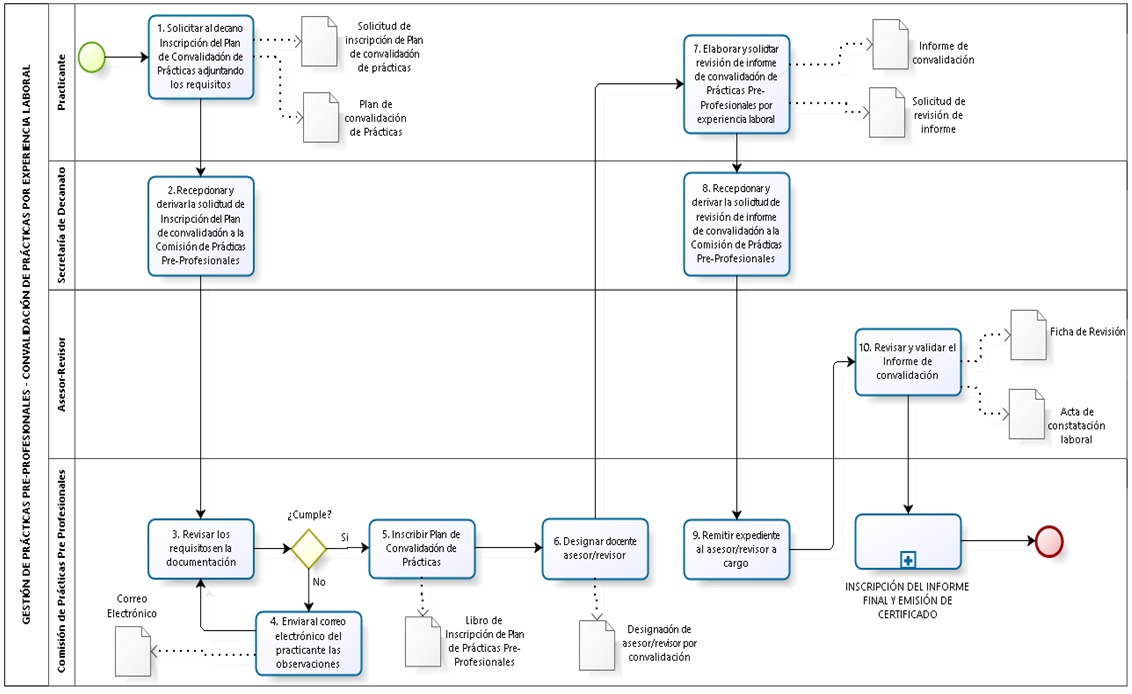 GESTIÓN DE PRÁCTICAS PRE-PROFESIONALES - CONVALIDACIÓN DE PRÁCTICAS POR EXPERIENCIA LABORAL
Practicante
1. Solicitar al decano
Inscripción del Plan
de Convalidación de
Prácticas adjuntando
los requisitos
Solicitud de
inscripción de Plan
de convalidación
de prácticas
Plan de
convalidación
de Prácticas
7. Elaborar y solicitar
revisión de informe
de convalidación de
Prácticas Pre-
Profesionales por
experiencia laboral
Informe de
convalidación
Solicitud de
revisión de
informe
Secretaría de Decanato
2. Recepcionar y
derivar la solicitud de
Inscripción del Plan
de convalidación a la
Comisión de Prácticas
Pre-Profesionales
8. Recepcionar y
derivar la solicitud de
revisión de informe
de convalidación a la
Comisión de Prácticas
Pre-Profesionales
Asesor-Revisor
10. Revisar y validar el
Informe de
convalidación
Ficha de Revisión
Acta de
constatación
laboral
Comisión de Prácticas Pre Profesionales
3. Revisar los
requisitos en la
documentación
¿Cumple?
Si
No
4. Enviar al correo
electrónico del
practicante las
observaciones
Correo
Electrónico
5. Inscribir Plan de
Convalidación de
Prácticas
Libro de
Inscripción de Plan
de Prácticas Pre-
Profesionales
6. Designar docente
asesor/revisor
Designación de
asesor/revisor por
convalidación
9. Remitir expediente
al asesor/revisor a
cargo
INSCRIPCIÓN DEL INFORME
FINAL Y EMISIÓN DE
CERTIFICADO